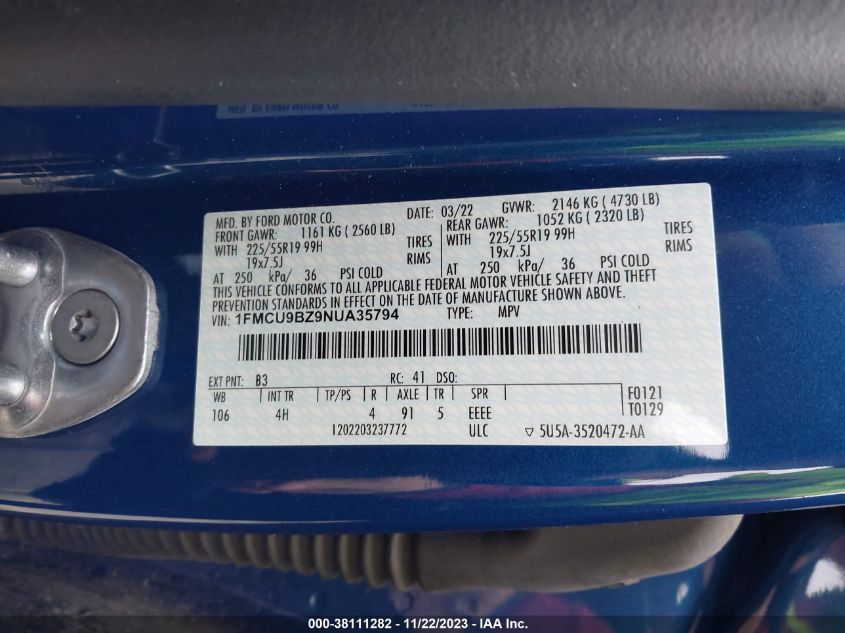 MFD. BY FORD MOTOR CO.
DATE: 03/22 GVWR: 2146 KG ( 4730 LB)
FRONT GAWR: 1161 KG ( 2560 LB) REAR GAWR: 1052 KG ( 2320 LB)
WITH 225/55R19 99H TIRES WITH 225/55R19 99H TIRES
19x7.5J RIMS 19x7.5J RIMS
AT 250 kPa/ 36 PSI COLD AT 250 kPa/ 36 PSI COLD
THIS VEHICLE CONFORMS TO ALL APPLICABLE FEDERAL MOTOR VEHICLE SAFETY AND THEFT
PREVENTION STANDARDS IN EFFECT ON THE DATE OF MANUFACTURE SHOWN ABOVE.
VIN: 1FMCU9BZ9NUA35794 TYPE: MPV
EXT PNT: B3 RC: 41 DSO:
WB INT TR TP/PS R AXLE TR SPR F0121
106 4H 4 91 5 EEEE T0129
1202203237772 ULC ▽ 5U5A-3520472-AA
000-38111282 - 11/22/2023 - IAA Inc.